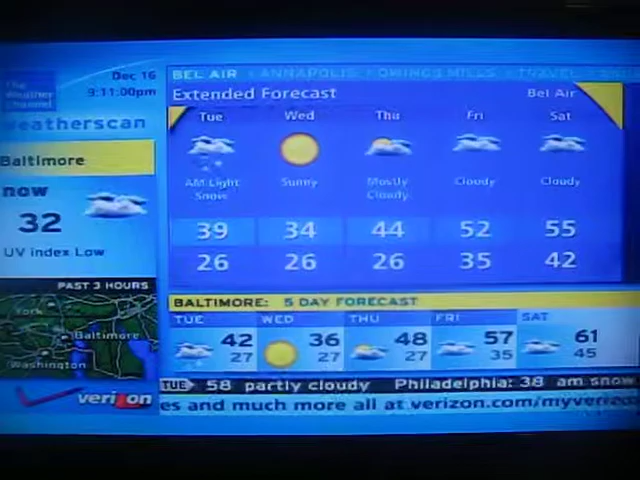 The Weather Channel
Dec 16
9:11:00pm
weatherscan
Baltimore
now
32
UV index Low
PAST 3 HOURS
York
Baltimore
Washington
verizon
BEL AIR ANNAPOLIS OWINGS MILLS TRAVEL
Extended Forecast Bel Air
Tue Wed Thu Fri Sat
AM Light Snow Sunny Mostly Cloudy Cloudy Cloudy
39 34 44 52 55
26 26 26 35 42
BALTIMORE: 5 DAY FORECAST
TUE WED THU FRI SAT
42 36 48 57 61
27 27 27 35 45
TUE 58 partly cloudy Philadelphia: 38 am snow
es and much more all at verizon.com/myverizon